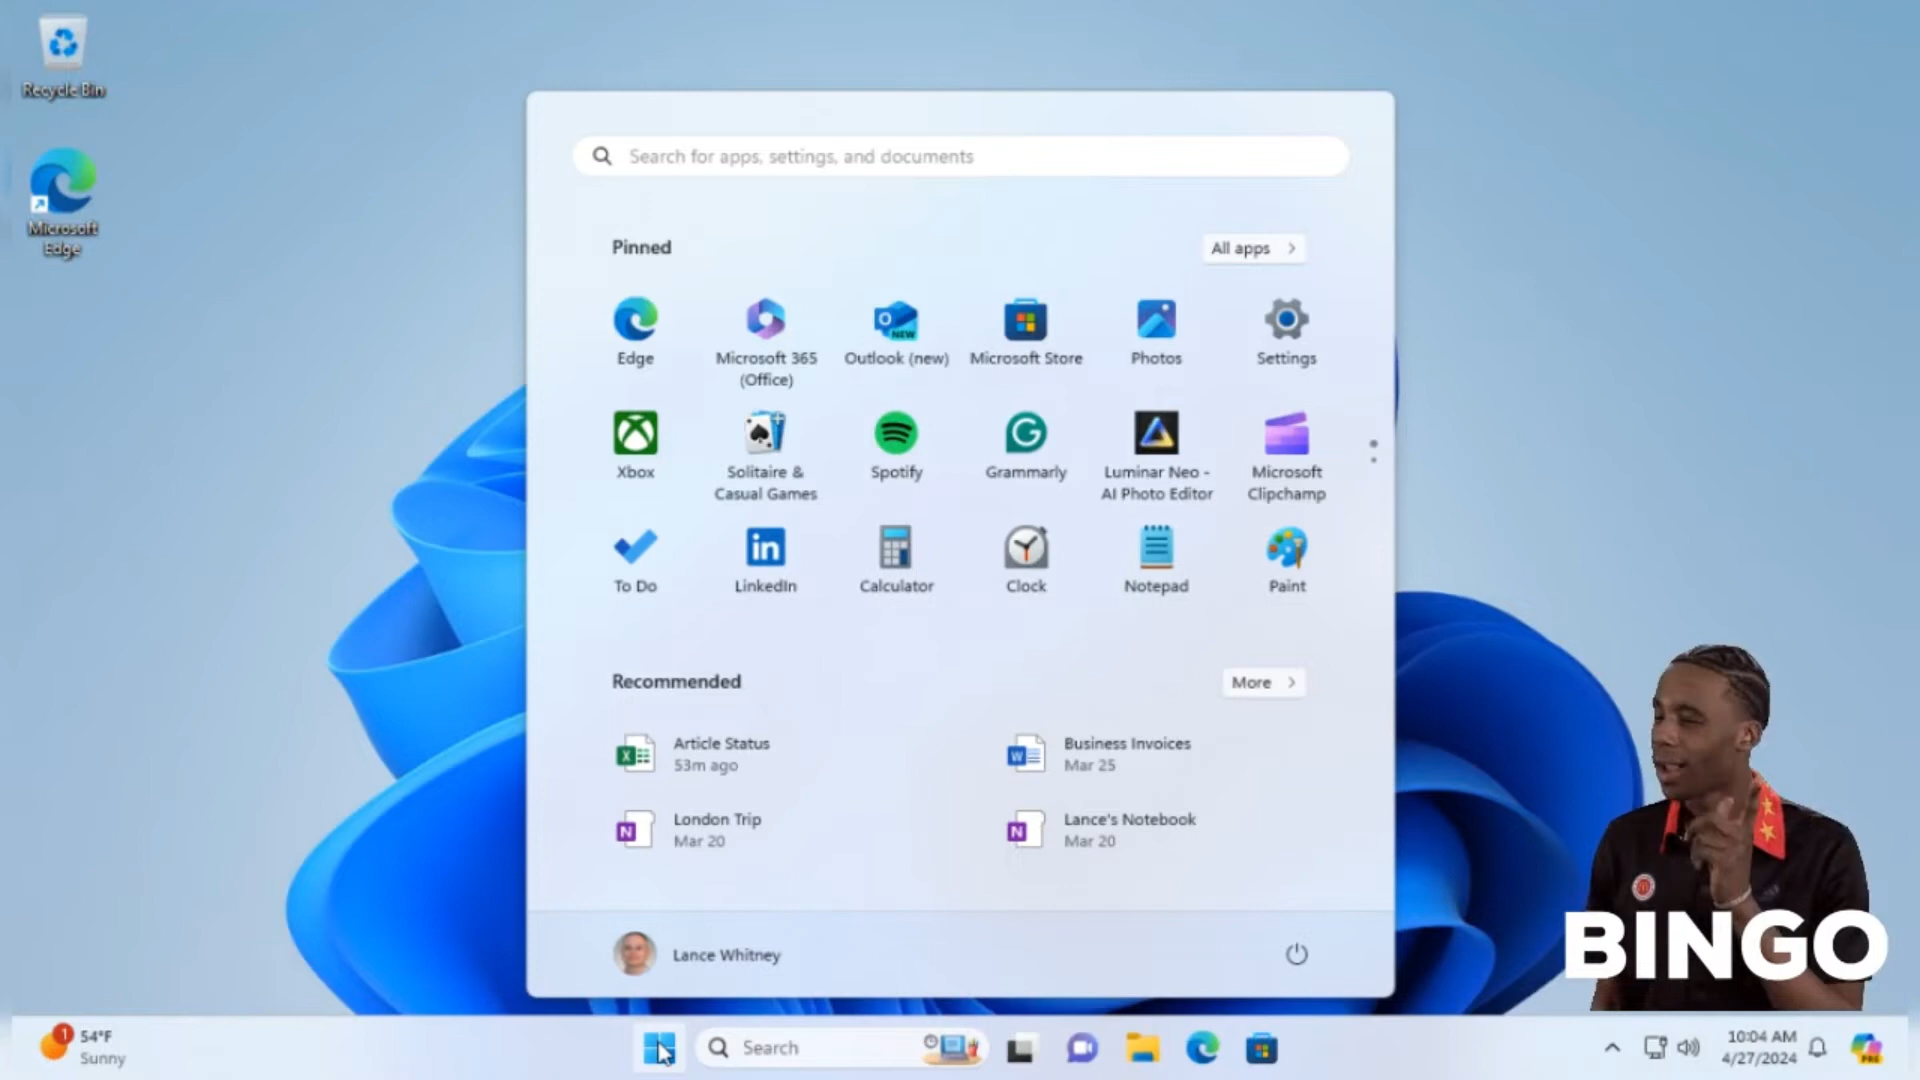 Recycle Bin
Microsoft
Edge
Search for apps, settings, and documents
Pinned
All apps
Edge
Microsoft 365
(Office)
Outlook (new)
NEW
Microsoft Store
Photos
Settings
Xbox
Solitaire &
Casual Games
Spotify
Grammarly
Luminar Neo -
AI Photo Editor
Microsoft
Clipchamp
To Do
LinkedIn
Calculator
Clock
Notepad
Paint
Recommended
More
Article Status
53m ago
Business Invoices
Mar 25
London Trip
Mar 20
Lance's Notebook
Mar 20
Lance Whitney
BINGO
1
54°F
Sunny
Search
10:04 AM
4/27/2024
PRE